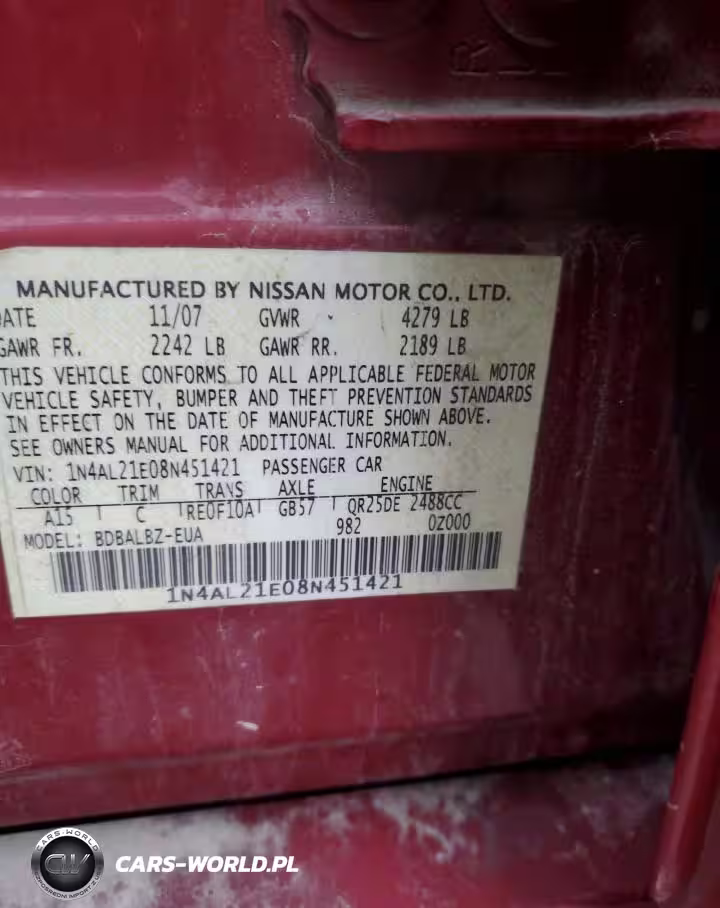 MANUFACTURED BY NISSAN MOTOR CO., LTD.
DATE 11/07 GVWR 4279 LB
GAWR FR. 2242 LB GAWR RR. 2189 LB
THIS VEHICLE CONFORMS TO ALL APPLICABLE FEDERAL MOTOR
VEHICLE SAFETY, BUMPER AND THEFT PREVENTION STANDARDS
IN EFFECT ON THE DATE OF MANUFACTURE SHOWN ABOVE.
SEE OWNERS MANUAL FOR ADDITIONAL INFORMATION.
VIN: 1N4AL21E08N451421 PASSENGER CAR
COLOR TRIM TRANS AXLE ENGINE
A15 C RE0F10A GB57 QR25DE 2488CC
MODEL: BDBALBZ-EUA 982 0Z000
1N4AL21E08N451421
CARS-WORLD
CW
CARS-WORLD.PL